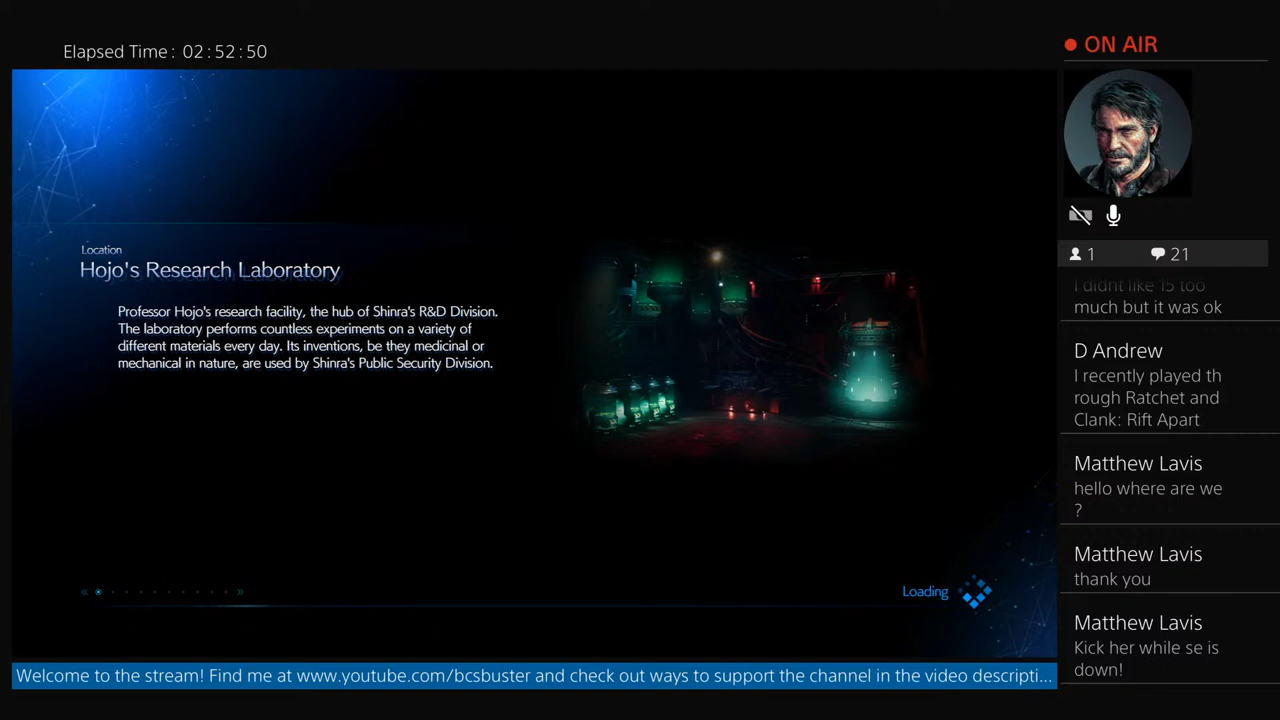 Elapsed Time: 02:52:50
ON AIR
Location
Hojo's Research Laboratory
Professor Hojo's research facility, the hub of Shinra's R&D Division.
The laboratory performs countless experiments on a variety of
different materials every day. Its inventions, be they medicinal or
mechanical in nature, are used by Shinra's Public Security Division.
Loading
1
21
I didnt like 15 too
much but it was ok
D Andrew
I recently played th
rough Ratchet and
Clank: Rift Apart
Matthew Lavis
hello where are we
?
Matthew Lavis
thank you
Matthew Lavis
Kick her while se is
down!
Welcome to the stream! Find me at www.youtube.com/bcsbuster and check out ways to support the channel in the video descripti...